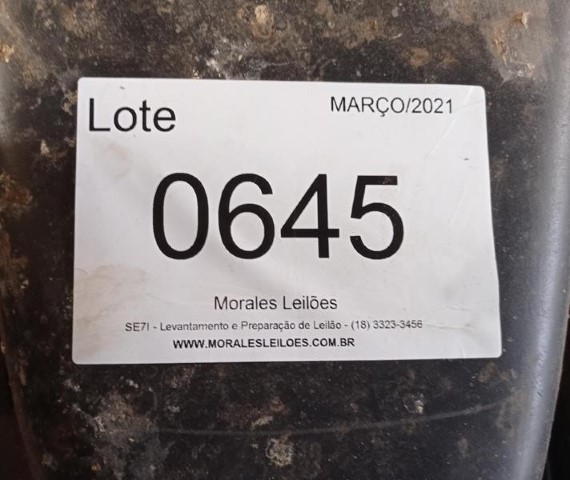 Lote
MARÇO/2021
0645
Morales Leilões
SE7I - Levantamento e Preparação de Leilão - (18) 3323-3456
WWW.MORALESLEILOES.COM.BR